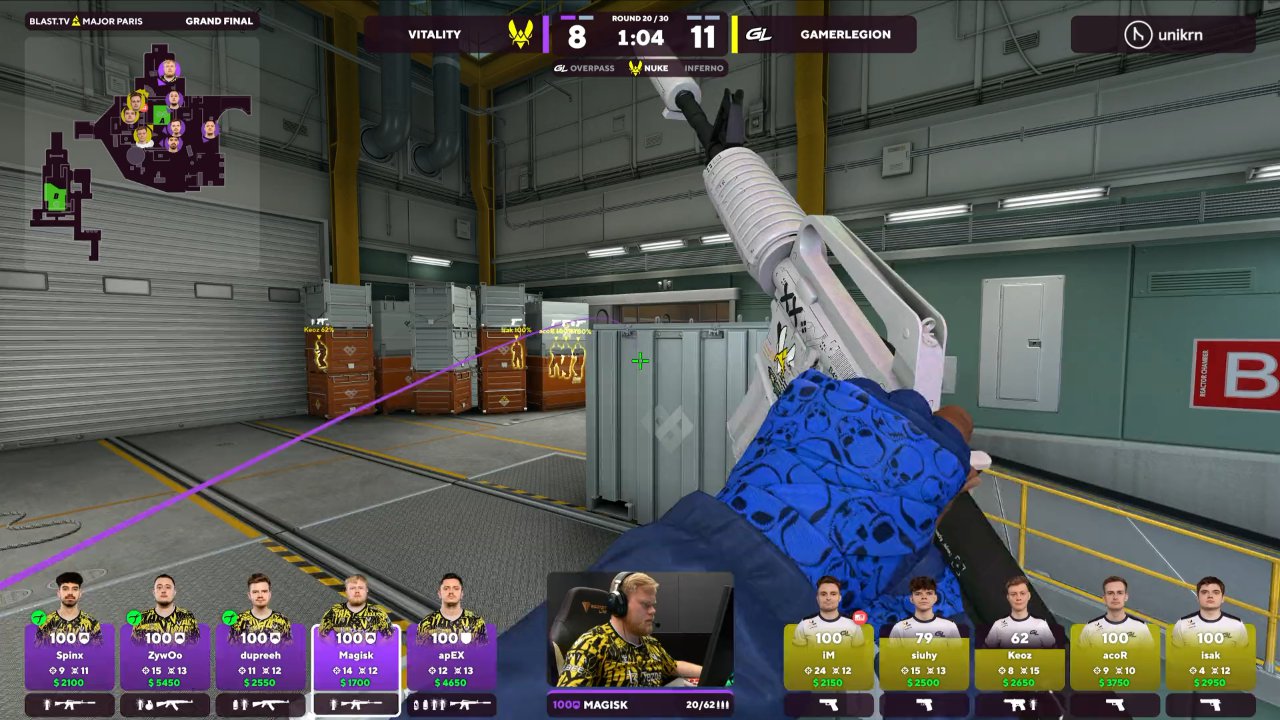 BLAST.TV MAJOR PARIS GRAND FINAL
VITALITY 8 ROUND 20 / 30 1:04 11 GL GAMERLEGION
unikrn
GL OVERPASS NUKE INFERNO
Keoz 62%
isak 100%
B
REACTOR CHAMBER
100 100 100 100 100
Spinx ZywOo dupreeh Magisk apEX
9 11 15 13 11 12 14 12 12 13
$ 2100 $ 5450 $ 2550 $ 1700 $ 4650
100 MAGISK 20/62
100 79 62 100 100
iM siuhy Keoz acoR isak
24 12 15 13 8 15 9 10 4 12
$ 2150 $ 2500 $ 2650 $ 3750 $ 2950